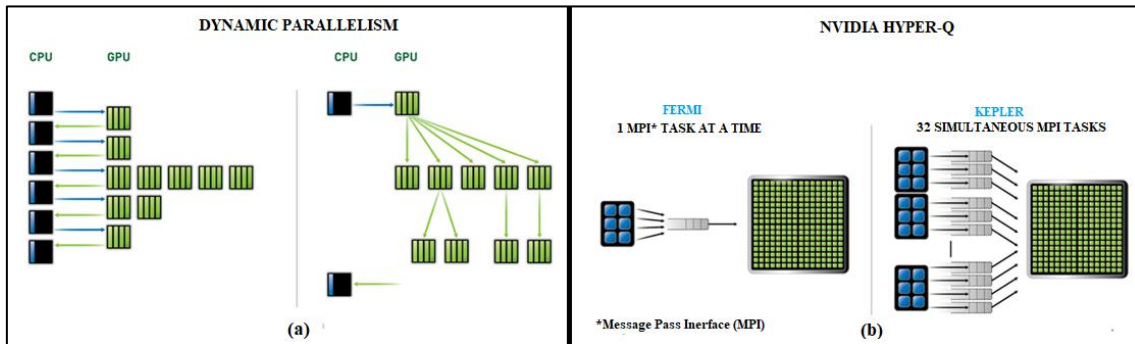 DYNAMIC PARALLELISM
CPU GPU
CPU GPU
(a)
NVIDIA HYPER-Q
FERMI
1 MPI* TASK AT A TIME
KEPLER
32 SIMULTANEOUS MPI TASKS
*Message Pass Inerface (MPI)
(b)